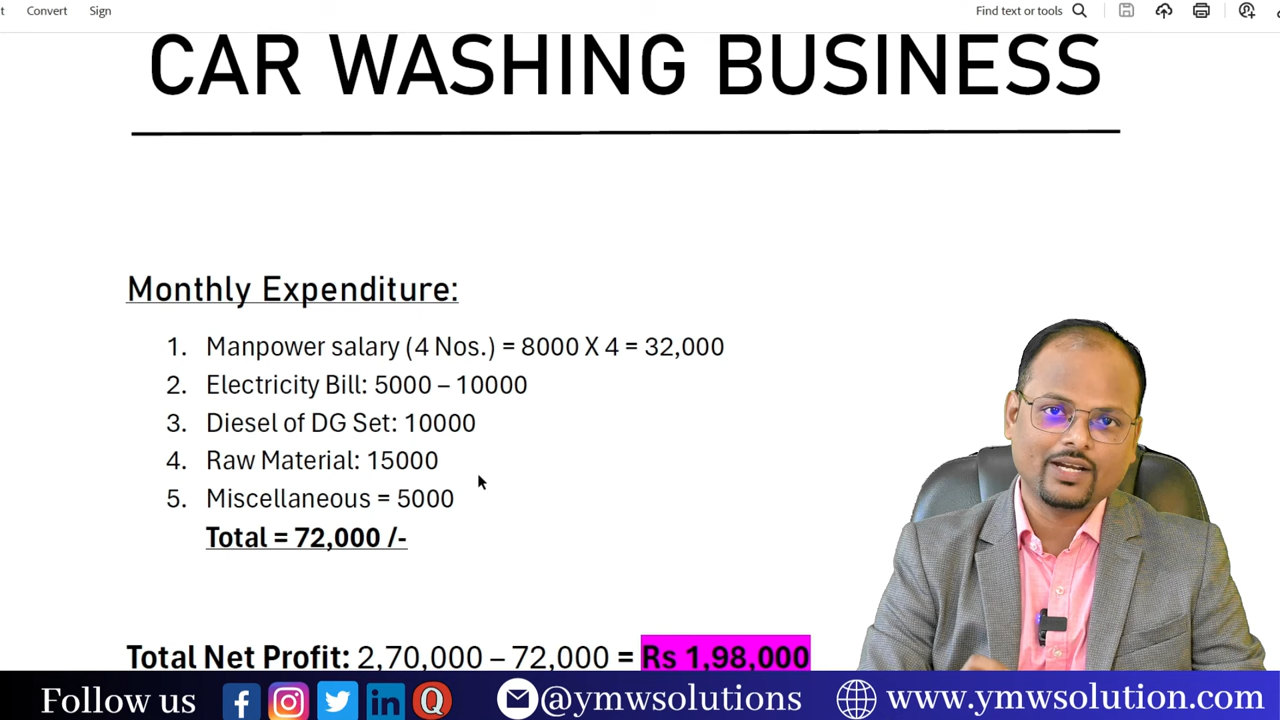 Convert Sign Find text or tools
CAR WASHING BUSINESS
Monthly Expenditure:
1. Manpower salary (4 Nos.) = 8000 X 4 = 32,000
2. Electricity Bill: 5000 – 10000
3. Diesel of DG Set: 10000
4. Raw Material: 15000
5. Miscellaneous = 5000
Total = 72,000 /-
Total Net Profit: 2,70,000 – 72,000 = Rs 1,98,000
Follow us @ymwsolutions www.ymwsolution.com